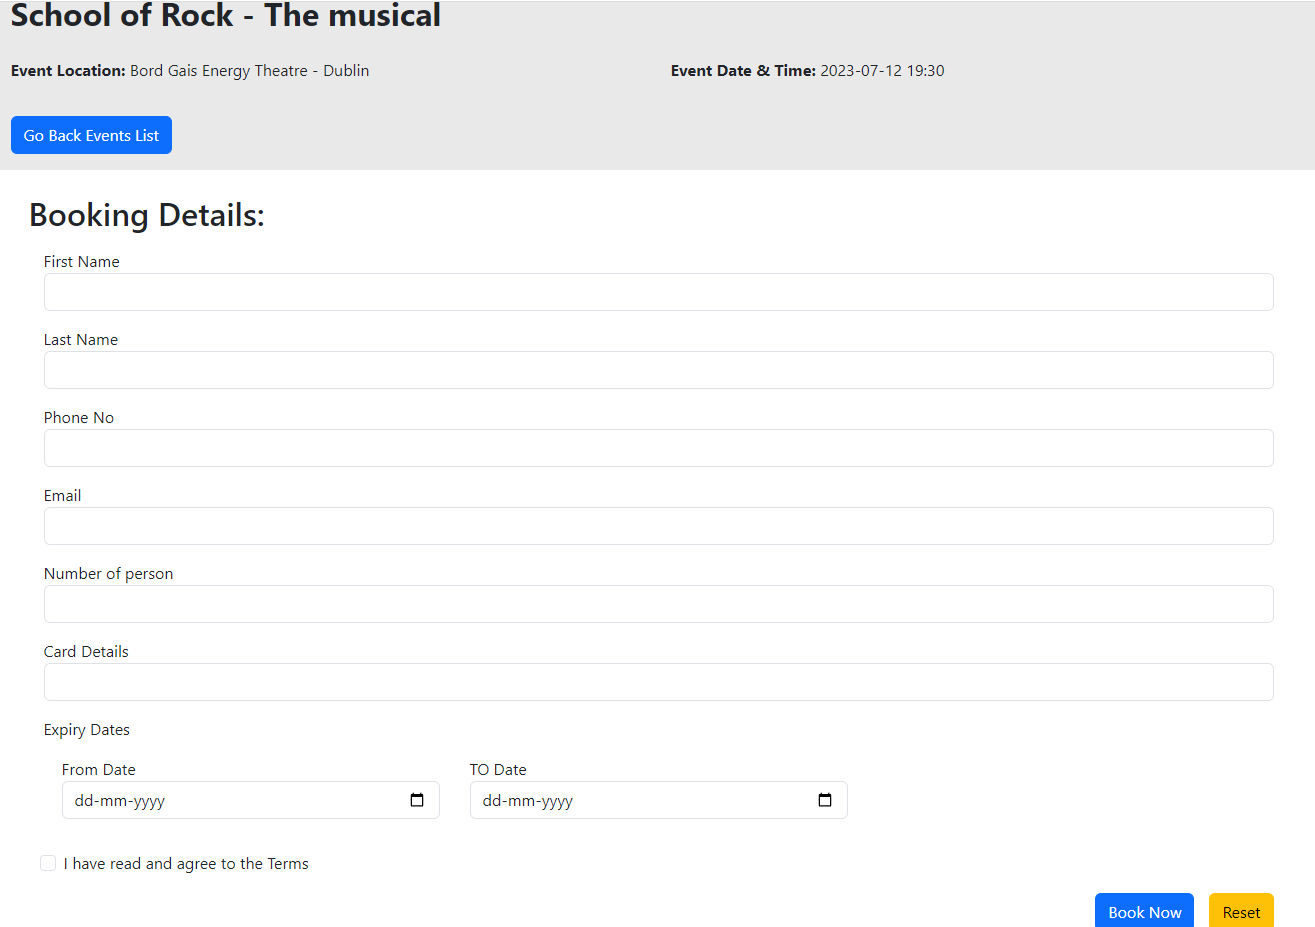 School of Rock - The musical
Event Location: Bord Gais Energy Theatre - Dublin
Event Date & Time: 2023-07-12 19:30
Go Back Events List
Booking Details:
First Name
Last Name
Phone No
Email
Number of person
Card Details
Expiry Dates
From Date
TO Date
dd-mm-yyyy
dd-mm-yyyy
I have read and agree to the Terms
Book Now
Reset